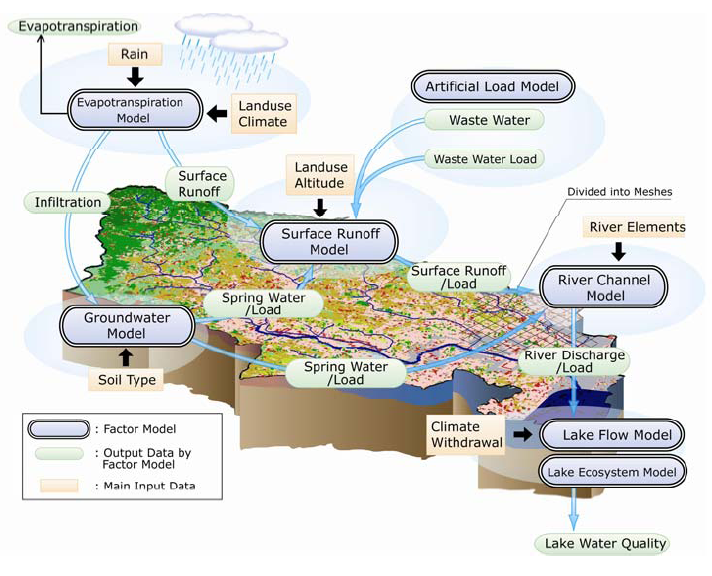 Evapotranspiration
Rain
Evapotranspiration
Model
Landuse
Climate
Artificial Load Model
Waste Water
Waste Water Load
Surface
Runoff
Landuse
Altitude
Infiltration
Divided into Meshes
River Elements
Surface Runoff
Model
Surface Runoff
/Load
River Channel
Model
Spring Water
/Load
Groundwater
Model
Spring Water
/Load
River Discharge
/Load
Soil Type
Climate
Withdrawal
Lake Flow Model
Lake Ecosystem Model
Lake Water Quality
: Factor Model
: Output Data by
Factor Model
: Main Input Data